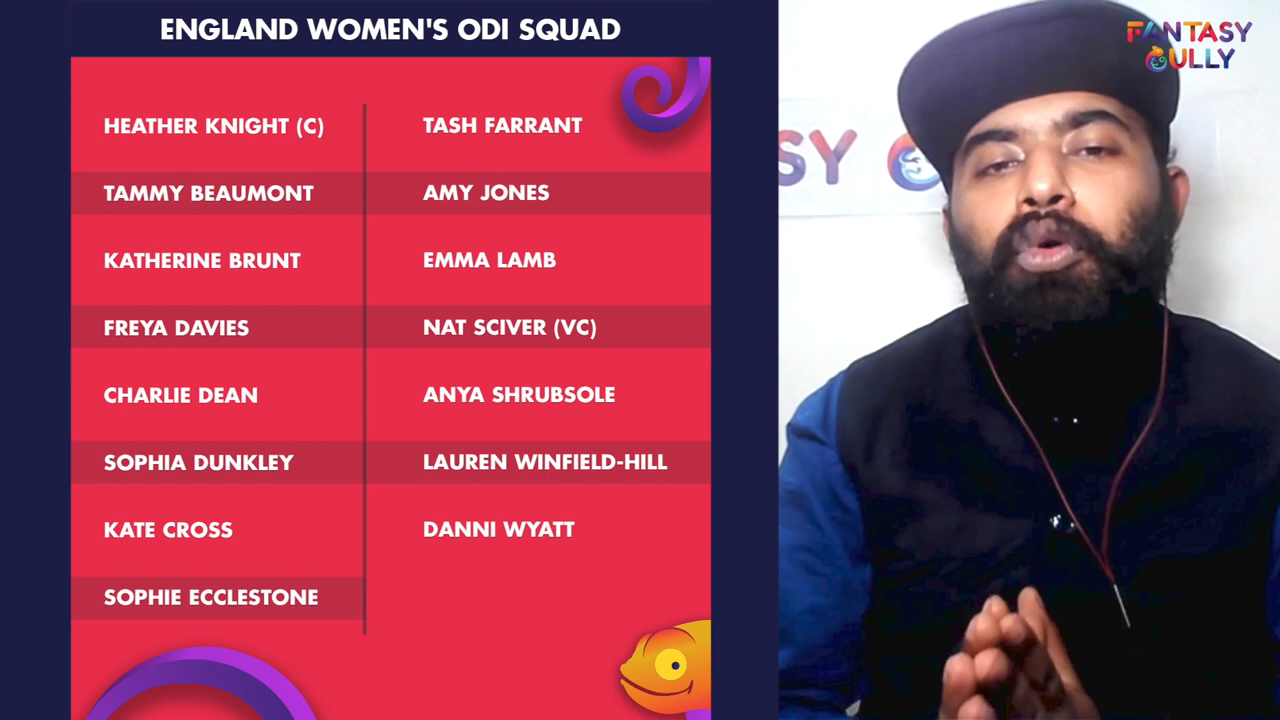 ENGLAND WOMEN'S ODI SQUAD
HEATHER KNIGHT (C)
TAMMY BEAUMONT
KATHERINE BRUNT
FREYA DAVIES
CHARLIE DEAN
SOPHIA DUNKLEY
KATE CROSS
SOPHIE ECCLESTONE
TASH FARRANT
AMY JONES
EMMA LAMB
NAT SCIVER (VC)
ANYA SHRUBSOLE
LAUREN WINFIELD-HILL
DANNI WYATT
FANTASY
GULLY
SY G